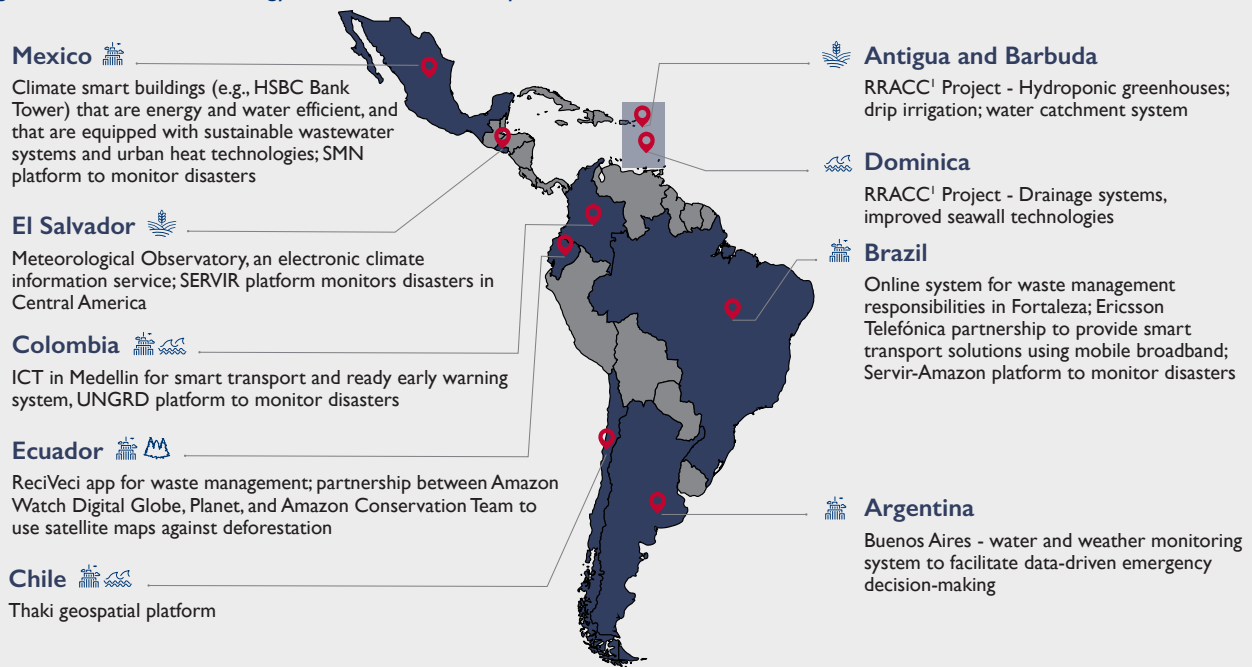 Mexico
Climate smart buildings (e.g., HSBC Bank
Tower) that are energy and water efficient, and
that are equipped with sustainable wastewater
systems and urban heat technologies; SMN
platform to monitor disasters
El Salvador
Meteorological Observatory, an electronic climate
information service; SERVIR platform monitors disasters in
Central America
Colombia
ICT in Medellin for smart transport and ready early warning
system, UNGRD platform to monitor disasters
Ecuador
ReciVeci app for waste management; partnership between Amazon
Watch Digital Globe, Planet, and Amazon Conservation Team to
use satellite maps against deforestation
Chile
Thaki geospatial platform
Antigua and Barbuda
RRACC¹ Project - Hydroponic greenhouses;
drip irrigation; water catchment system
Dominica
RRACC¹ Project - Drainage systems,
improved seawall technologies
Brazil
Online system for waste management
responsibilities in Fortaleza; Ericsson
Telefónica partnership to provide smart
transport solutions using mobile broadband;
Servir-Amazon platform to monitor disasters
Argentina
Buenos Aires - water and weather monitoring
system to facilitate data-driven emergency
decision-making